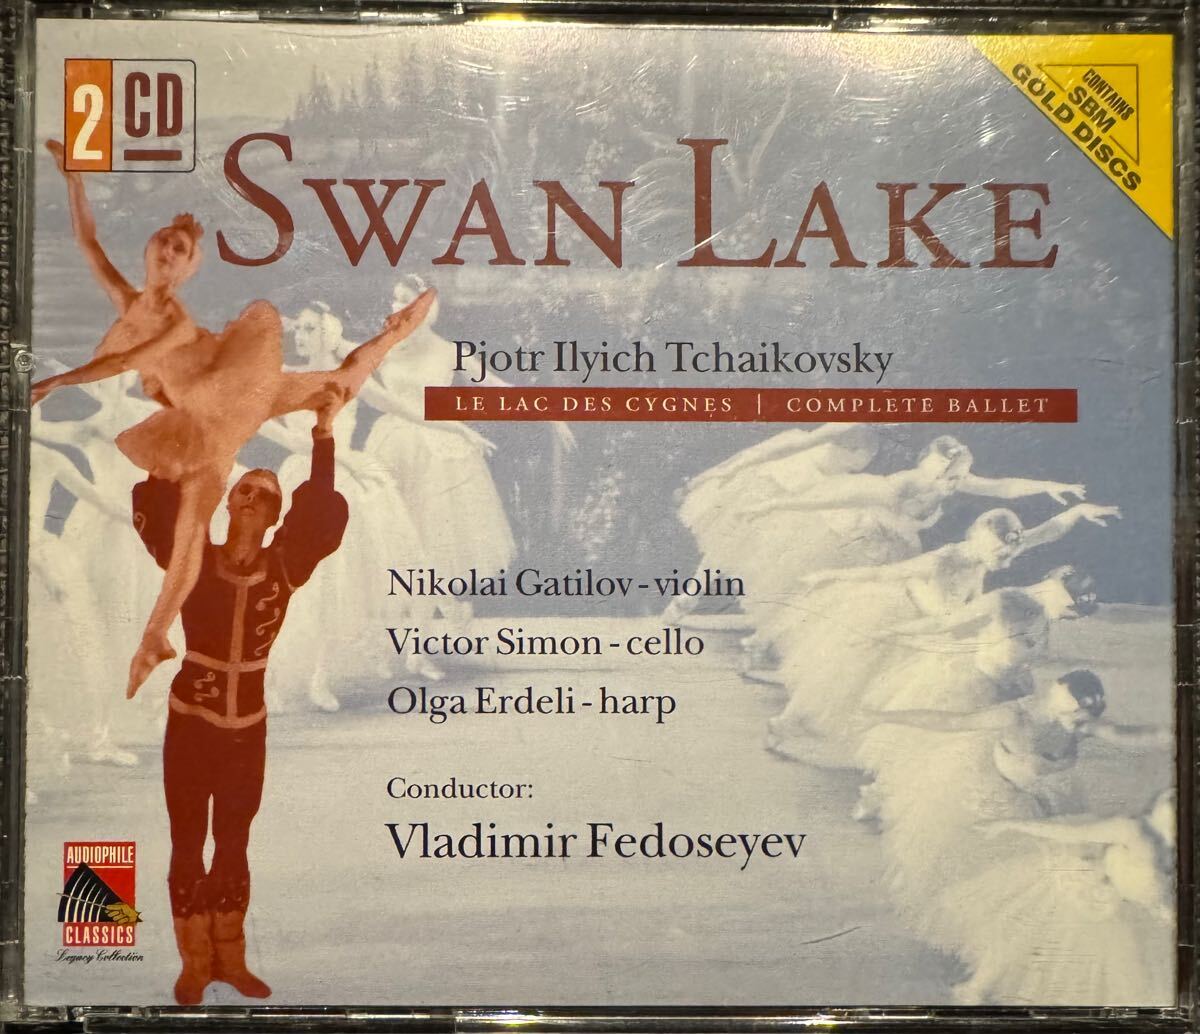 2 CD
CONTAINS
SBM
GOLD DISCS
SWAN LAKE
Pjotr Ilyich Tchaikovsky
LE LAC DES CYGNES | COMPLETE BALLET
Nikolai Gatilov - violin
Victor Simon - cello
Olga Erdeli - harp
Conductor:
Vladimir Fedoseyev
AUDIOPHILE
CLASSICS
Legacy Collection